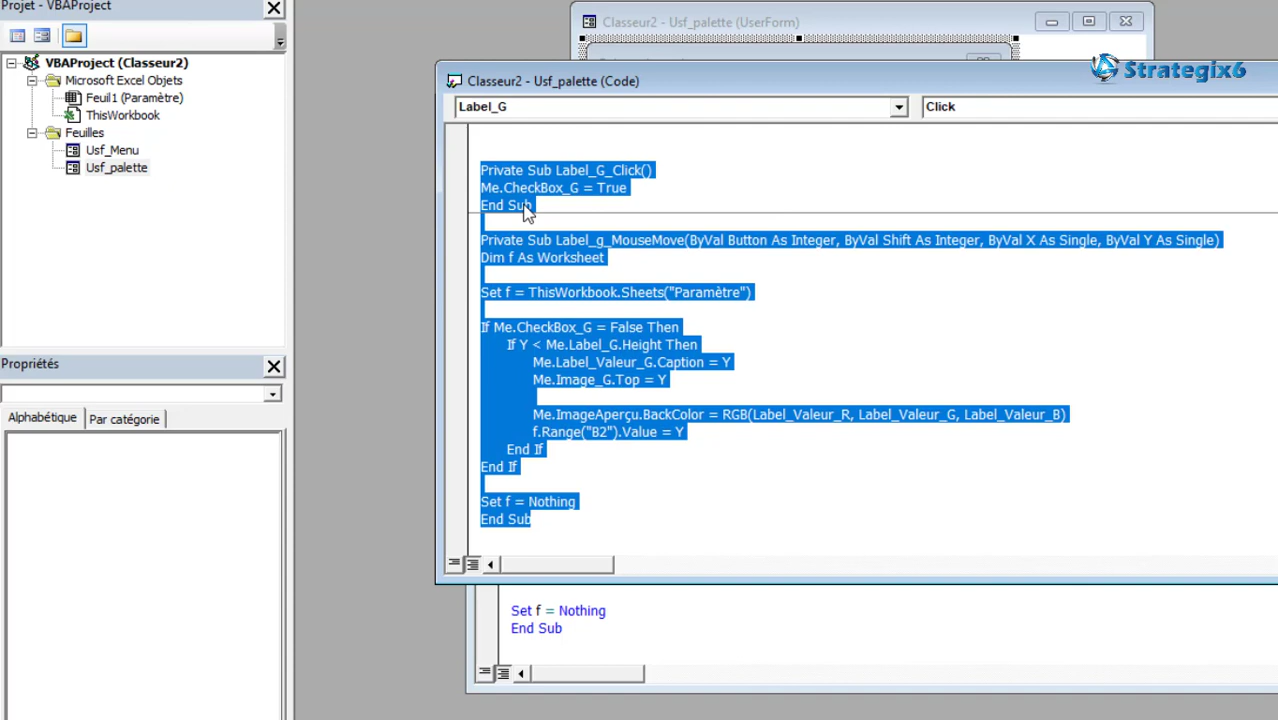 Projet - VBAProject
VBAProject (Classeur2)
Microsoft Excel Objets
Feuil1 (Paramètre)
ThisWorkbook
Feuilles
Usf_Menu
Usf_palette
Propriétés
Alphabétique
Par catégorie
Classeur2 - Usf_palette (UserForm)
Strategix6
Classeur2 - Usf_palette (Code)
Label_G
Click
Private Sub Label_G_Click()
Me.CheckBox_G = True
End Sub
Private Sub Label_g_MouseMove(ByVal Button As Integer, ByVal Shift As Integer, ByVal X As Single, ByVal Y As Single)
Dim f As Worksheet
Set f = ThisWorkbook.Sheets("Paramètre")
If Me.CheckBox_G = False Then
If Y < Me.Label_G.Height Then
Me.Label_Valeur_G.Caption = Y
Me.Image_G.Top = Y
Me.ImageAperçu.BackColor = RGB(Label_Valeur_R, Label_Valeur_G, Label_Valeur_B)
f.Range("B2").Value = Y
End If
End If
Set f = Nothing
End Sub
Set f = Nothing
End Sub